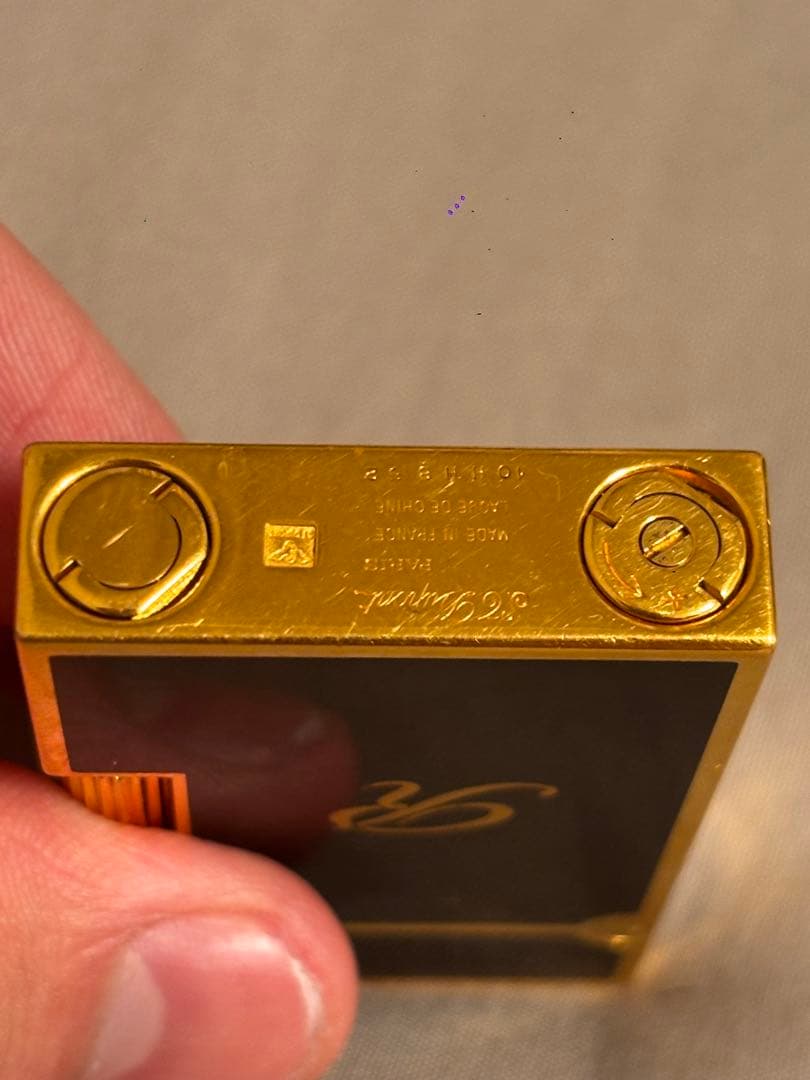 R
S.T. Dupont
PARIS
MADE IN FRANCE
LAQUE DE CHINE